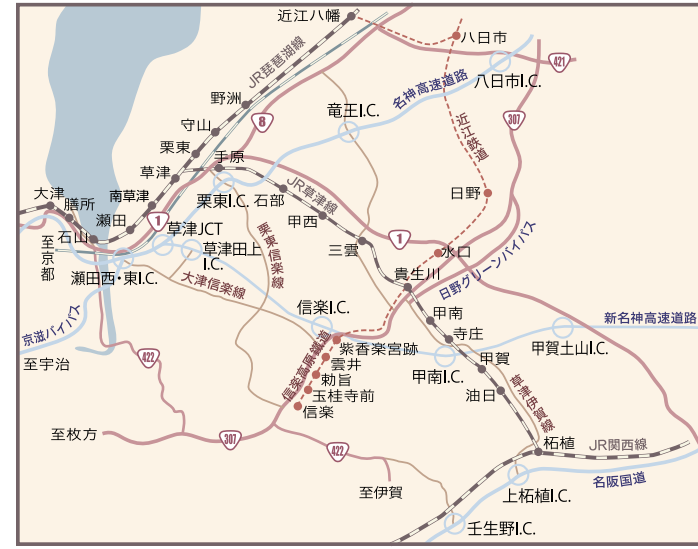 近江八幡
八日市
JR琵琶湖線
421
八日市I.C.
名神高速道路
野洲
竜王I.C.
8
307
守山
近江鉄道
栗東
手原
草津
JR草津線
栗東I.C.
石部
日野
大津
膳所
南草津
甲西
瀬田
1
石山
草津JCT
栗東信楽線
三雲
1
水口
至京都
草津田上
I.C.
日野グリーンバイパス
瀬田西・東I.C.
大津信楽線
貴生川
信楽I.C.
甲南
新名神高速道路
京滋バイパス
寺庄
甲賀土山I.C.
紫香楽宮跡
至宇治
422
信楽高原鐵道
雲井
甲賀
甲南I.C.
勅旨
草津伊賀線
玉桂寺前
油日
信楽
至枚方
307
柘植
JR関西線
422
名阪国道
至伊賀
上柘植I.C.
壬生野I.C.